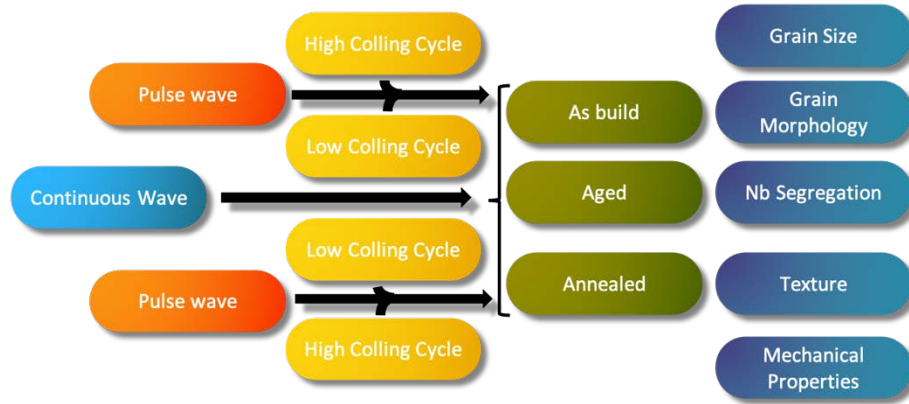 High Colling Cycle
Pulse wave
Low Colling Cycle
Continuous Wave
Low Colling Cycle
Pulse wave
High Colling Cycle
As build
Aged
Annealed
Grain Size
Grain
Morphology
Nb Segregation
Texture
Mechanical
Properties